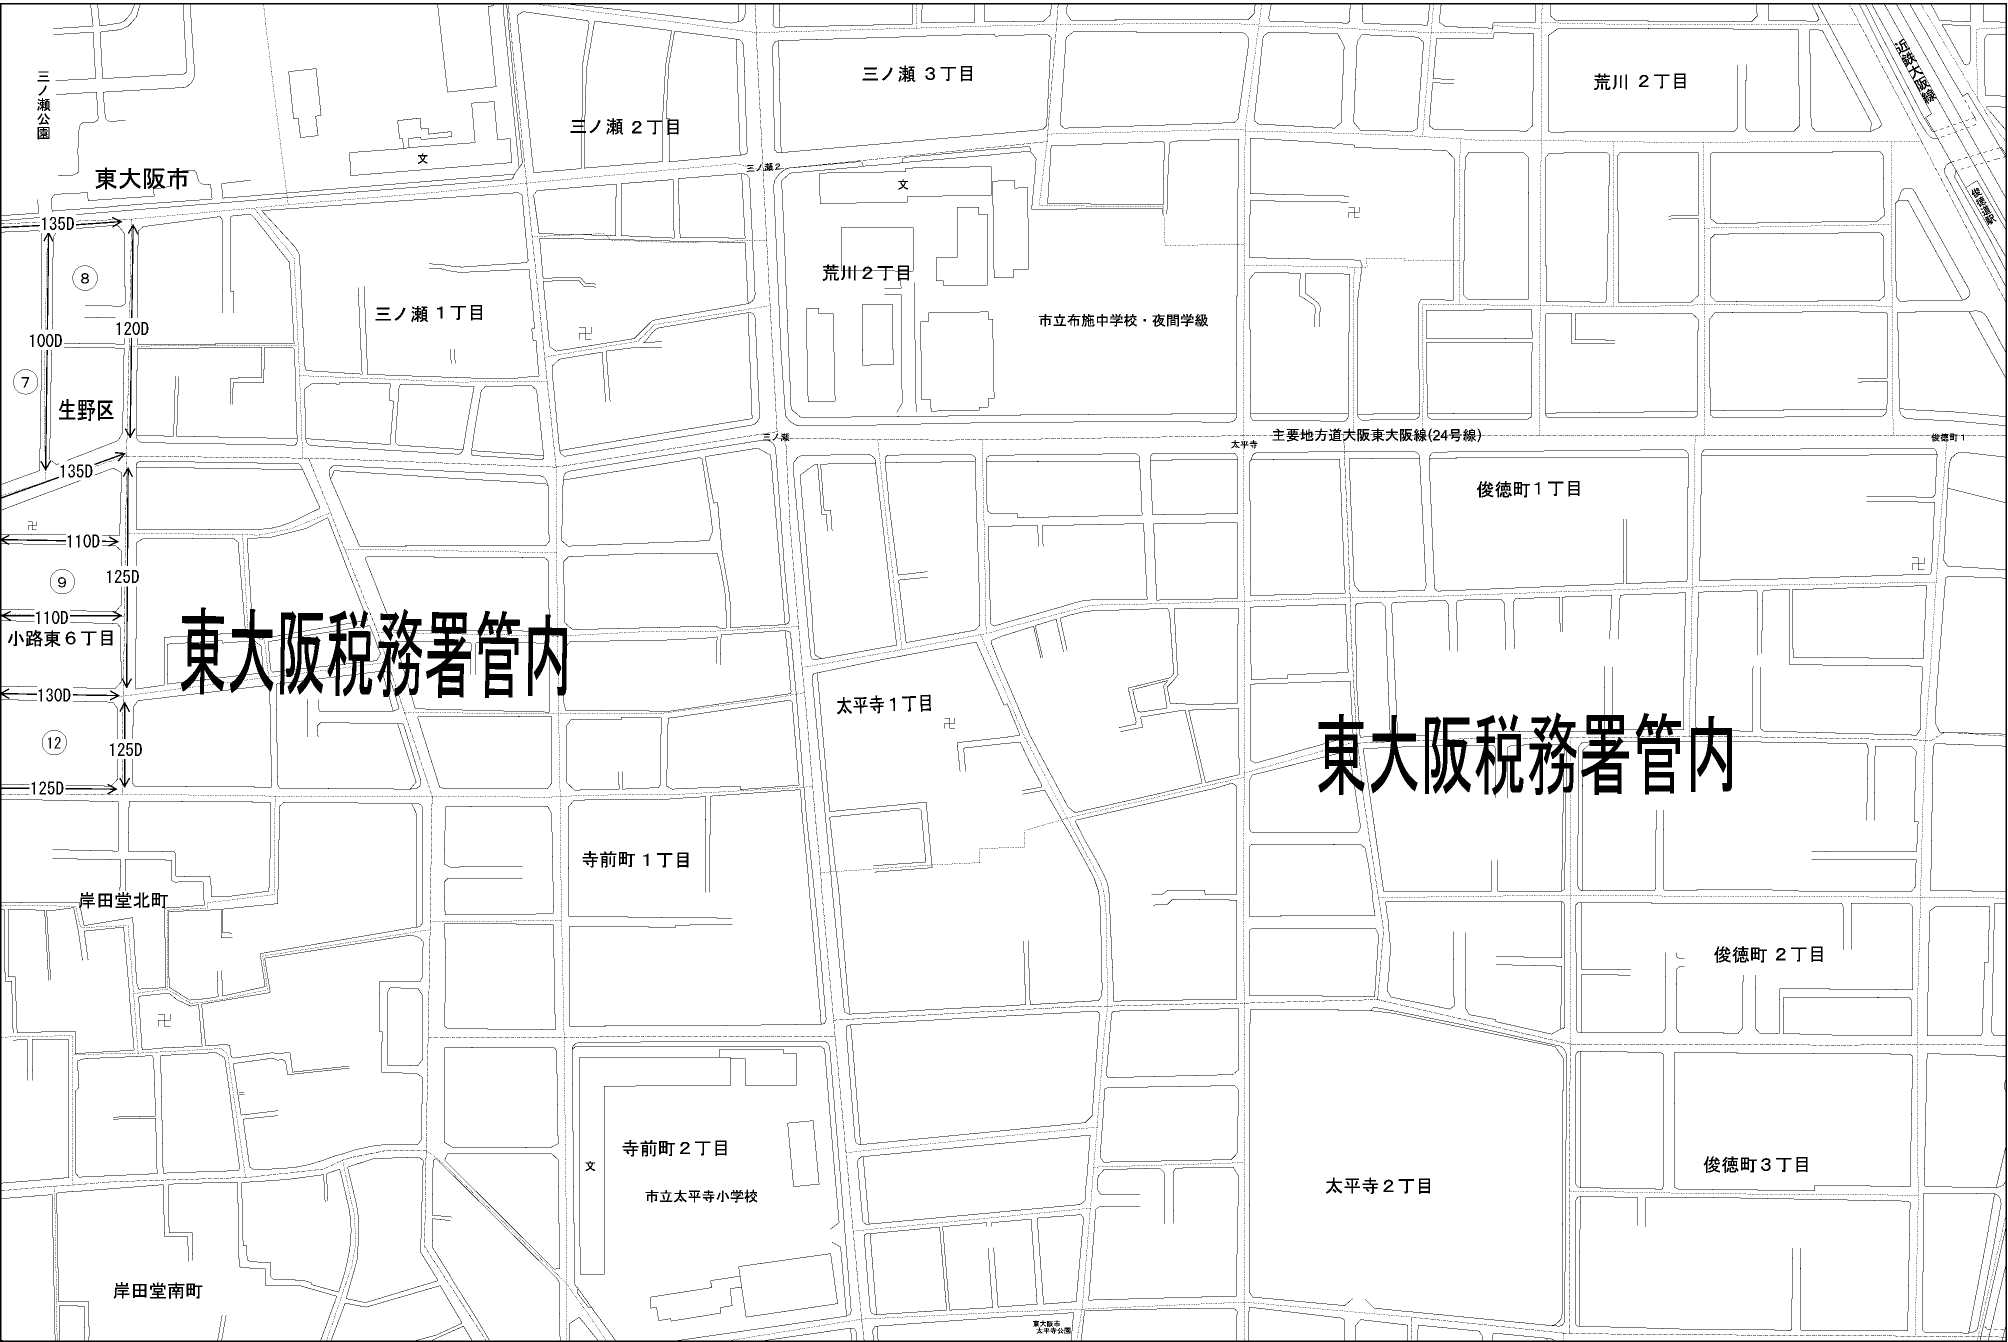 近鉄大阪線
三ノ瀬 3丁目
荒川 2丁目
三ノ瀬公園
三ノ瀬 2丁目
文
三ノ瀬 2
東大阪市
文
俊徳道駅
卍
135D
8
荒川 2丁目
三ノ瀬 1丁目
市立布施中学校・夜間学級
120D
卍
100D
7
生野区
三ノ瀬
太平寺
主要地方道大阪東大阪線(24号線)
俊徳町 1
135D
俊徳町 1丁目
卍
110D
卍
9
125D
110D
小路東6丁目
東大阪税務署管内
130D
太平寺 1丁目
卍
12
125D
東大阪税務署管内
125D
寺前町 1丁目
岸田堂北町
俊徳町 2丁目
卍
寺前町 2丁目
文
俊徳町 3丁目
市立太平寺小学校
太平寺 2丁目
岸田堂南町
東大阪市
太平寺公園